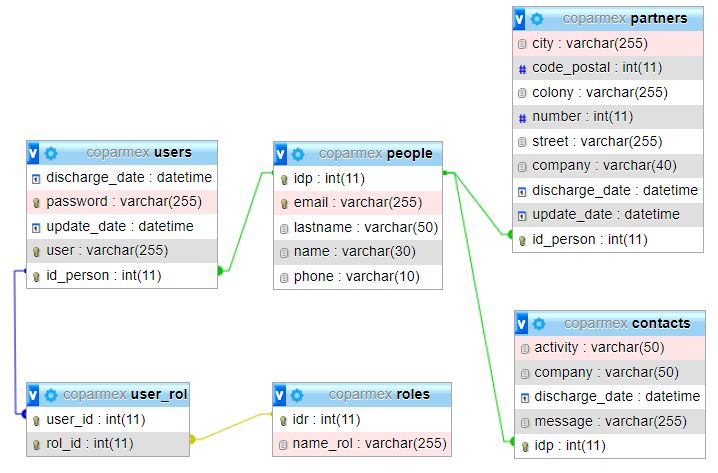 coparmex partners
city : varchar(255)
code_postal : int(11)
colony : varchar(255)
number : int(11)
street : varchar(255)
company : varchar(40)
discharge_date : datetime
update_date : datetime
id_person : int(11)
coparmex users
discharge_date : datetime
password : varchar(255)
update_date : datetime
user : varchar(255)
id_person : int(11)
coparmex people
idp : int(11)
email : varchar(255)
lastname : varchar(50)
name : varchar(30)
phone : varchar(10)
coparmex contacts
activity : varchar(50)
company : varchar(50)
discharge_date : datetime
message : varchar(255)
idp : int(11)
coparmex user_rol
user_id : int(11)
rol_id : int(11)
coparmex roles
idr : int(11)
name_rol : varchar(255)